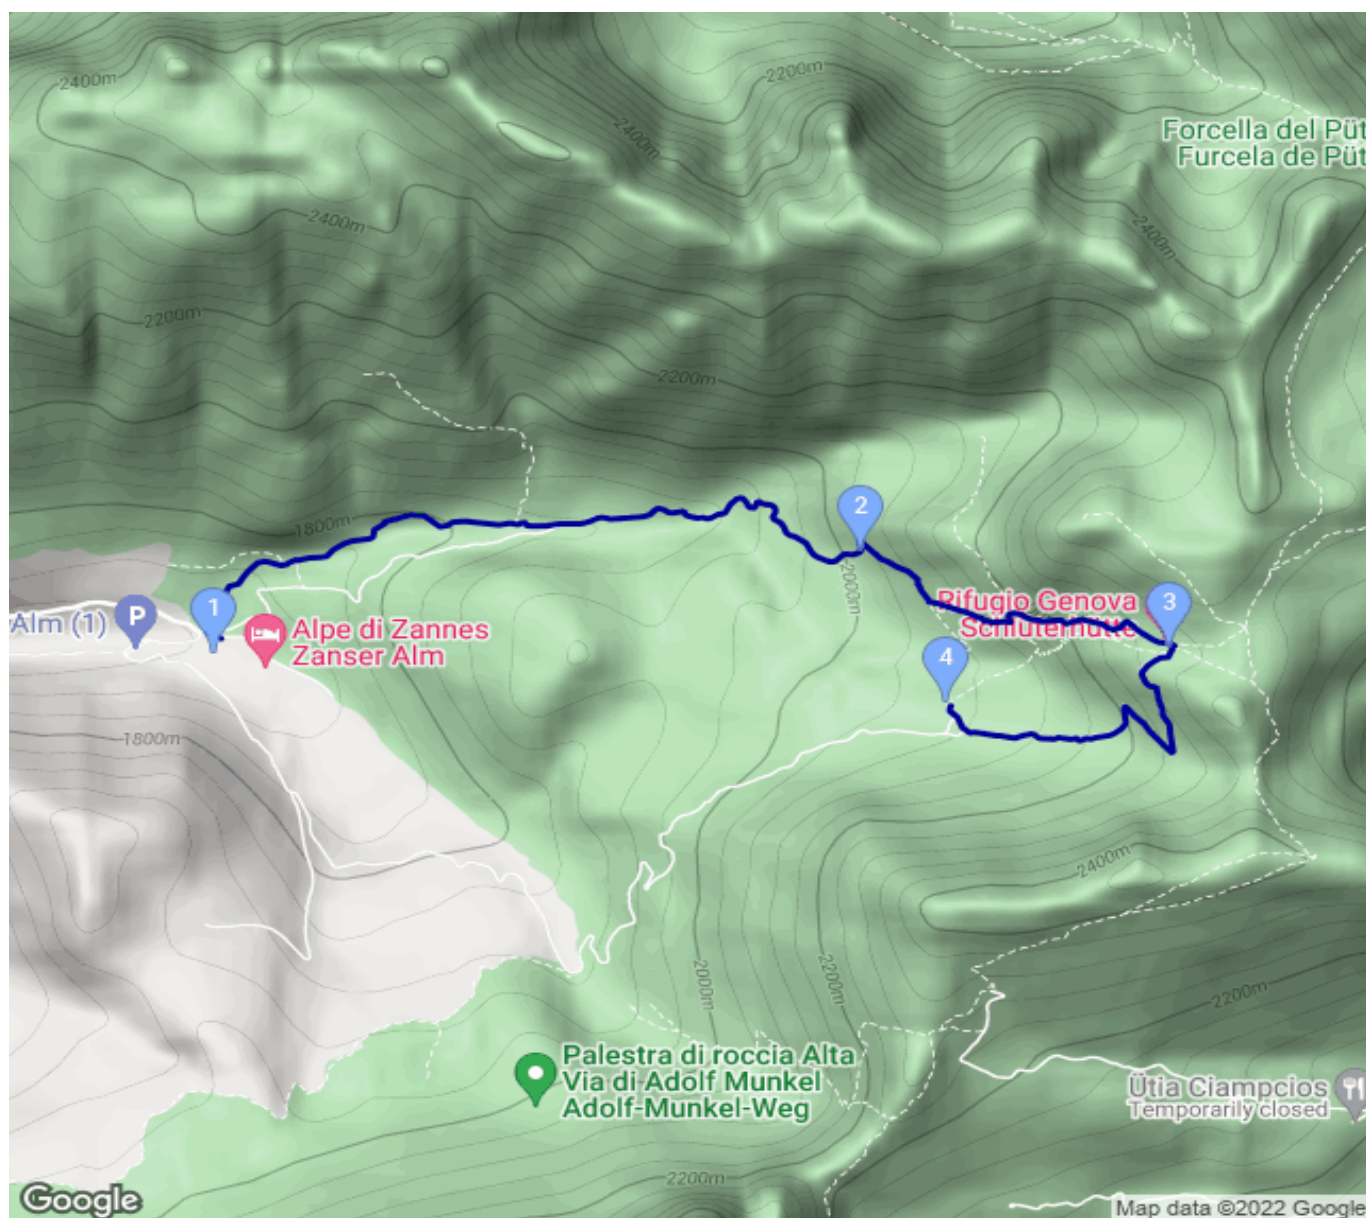 2400m
2200m
2400m
Forcella del Püt
Furcela de Püt
2400m
2400m
2200m
2200m
2
1800m
2000m
1
P
Alm (1)
Alpe di Zannes
Zanser Alm
Rifugio Genova
Schlüterhütte
3
4
1800m
2400m
2000m
2200m
2200m
Palestra di roccia Alta
Via di Adolf Munkel
Adolf-Munkel-Weg
Ütia Ciampcios
Temporarily closed
2200m
Google
Map data ©2022 Google